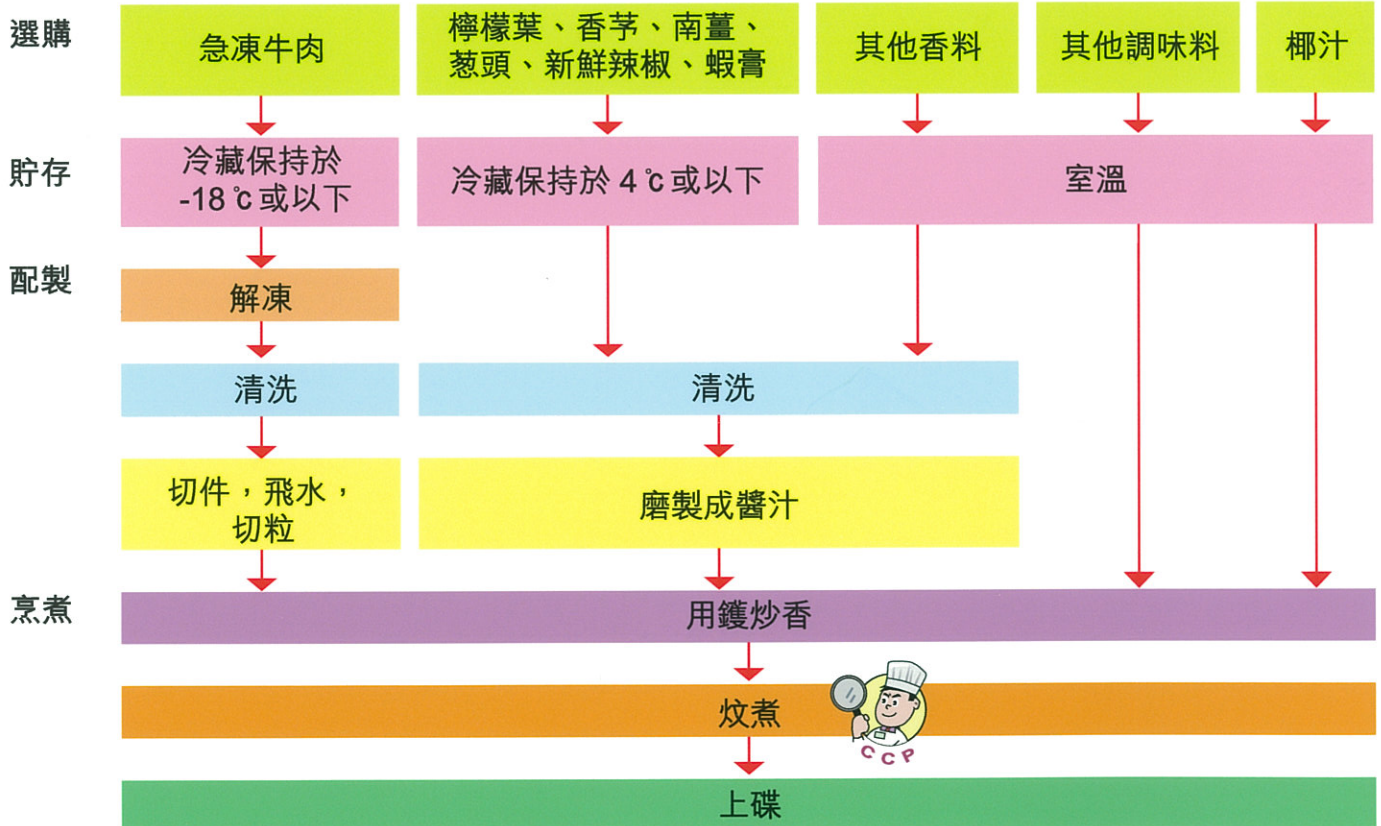 選購
急凍牛肉
檸檬葉、香芧、南薑、
葱頭、新鮮辣椒、蝦膏
其他香料
其他調味料
椰汁
貯存
冷藏保持於
-18℃或以下
冷藏保持於 4℃或以下
室溫
配製
解凍
清洗
清洗
切件，飛水，
切粒
磨製成醬汁
烹煮
用鑊炒香
炆煮
CCP
上碟